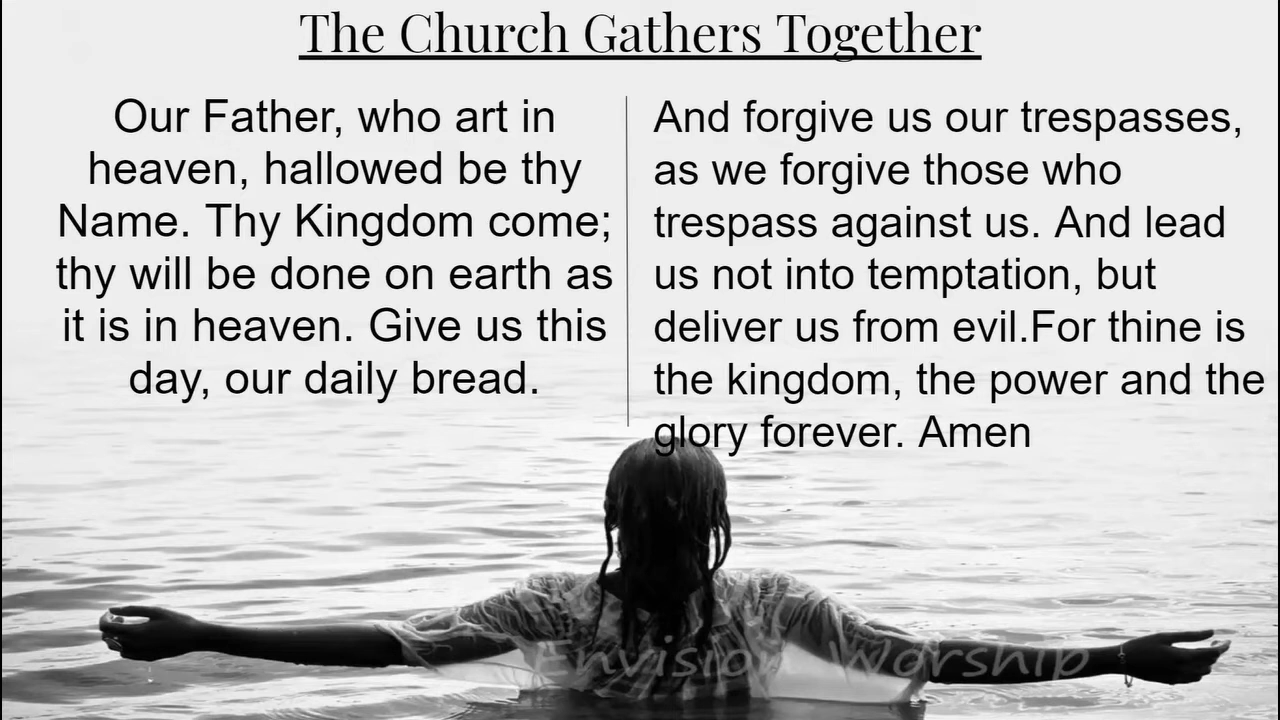 The Church Gathers Together
Our Father, who art in
heaven, hallowed be thy
Name. Thy Kingdom come;
thy will be done on earth as
it is in heaven. Give us this
day, our daily bread.
And forgive us our trespasses,
as we forgive those who
trespass against us. And lead
us not into temptation, but
deliver us from evil.For thine is
the kingdom, the power and the
glory forever. Amen
Envision Worship